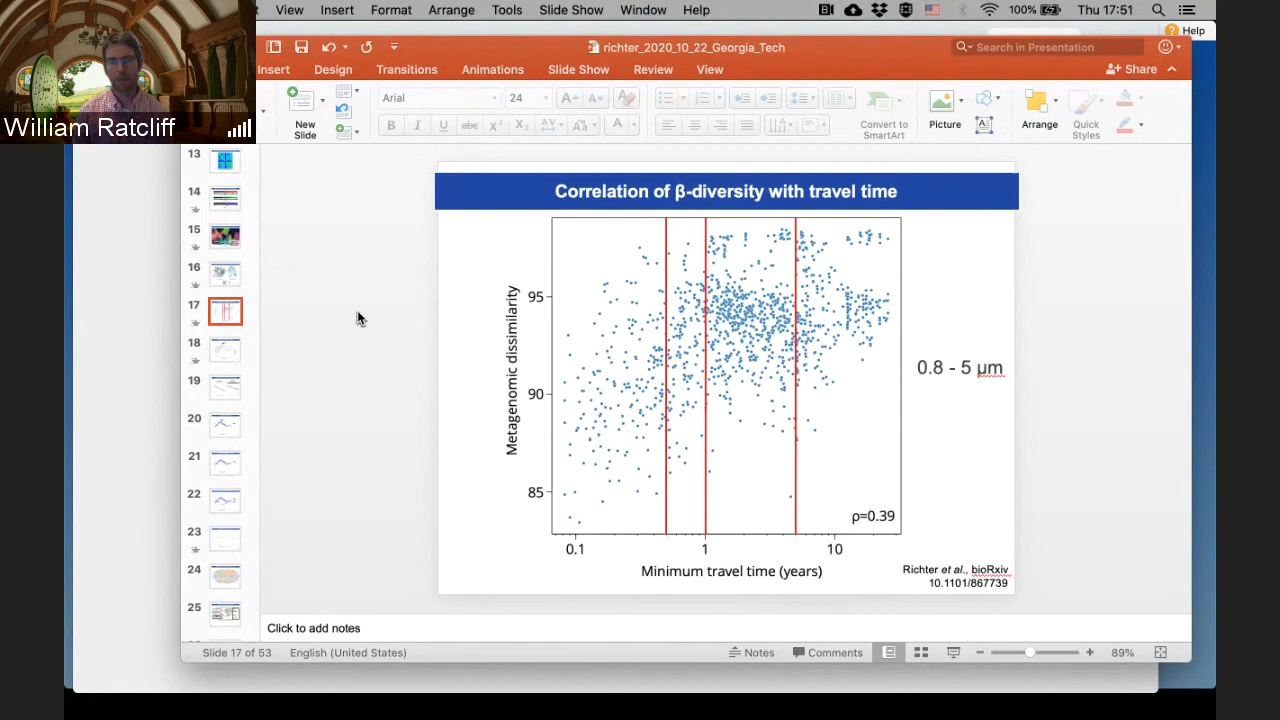 View Insert Format Arrange Tools Slide Show Window Help 100% Thu 17:51
Help
richter_2020_10_22_Georgia_Tech
Search in Presentation
Insert Design Transitions Animations Slide Show Review View Share
William Ratcliff
New Slide
Arial 24
B I U abc X² X₂ AV Aa A
Convert to SmartArt
Picture
Arrange
Quick Styles
13
14
15
16
17
18
19
20
21
22
23
24
25
Correlation of β-diversity with travel time
Metagenomic dissimilarity
95
90
85
0.8 - 5 µm
ρ=0.39
0.1 1 10
Minimum travel time (years)
Richter et al., bioRxiv
10.1101/867739
Click to add notes
Slide 17 of 53 English (United States) Notes Comments 89%